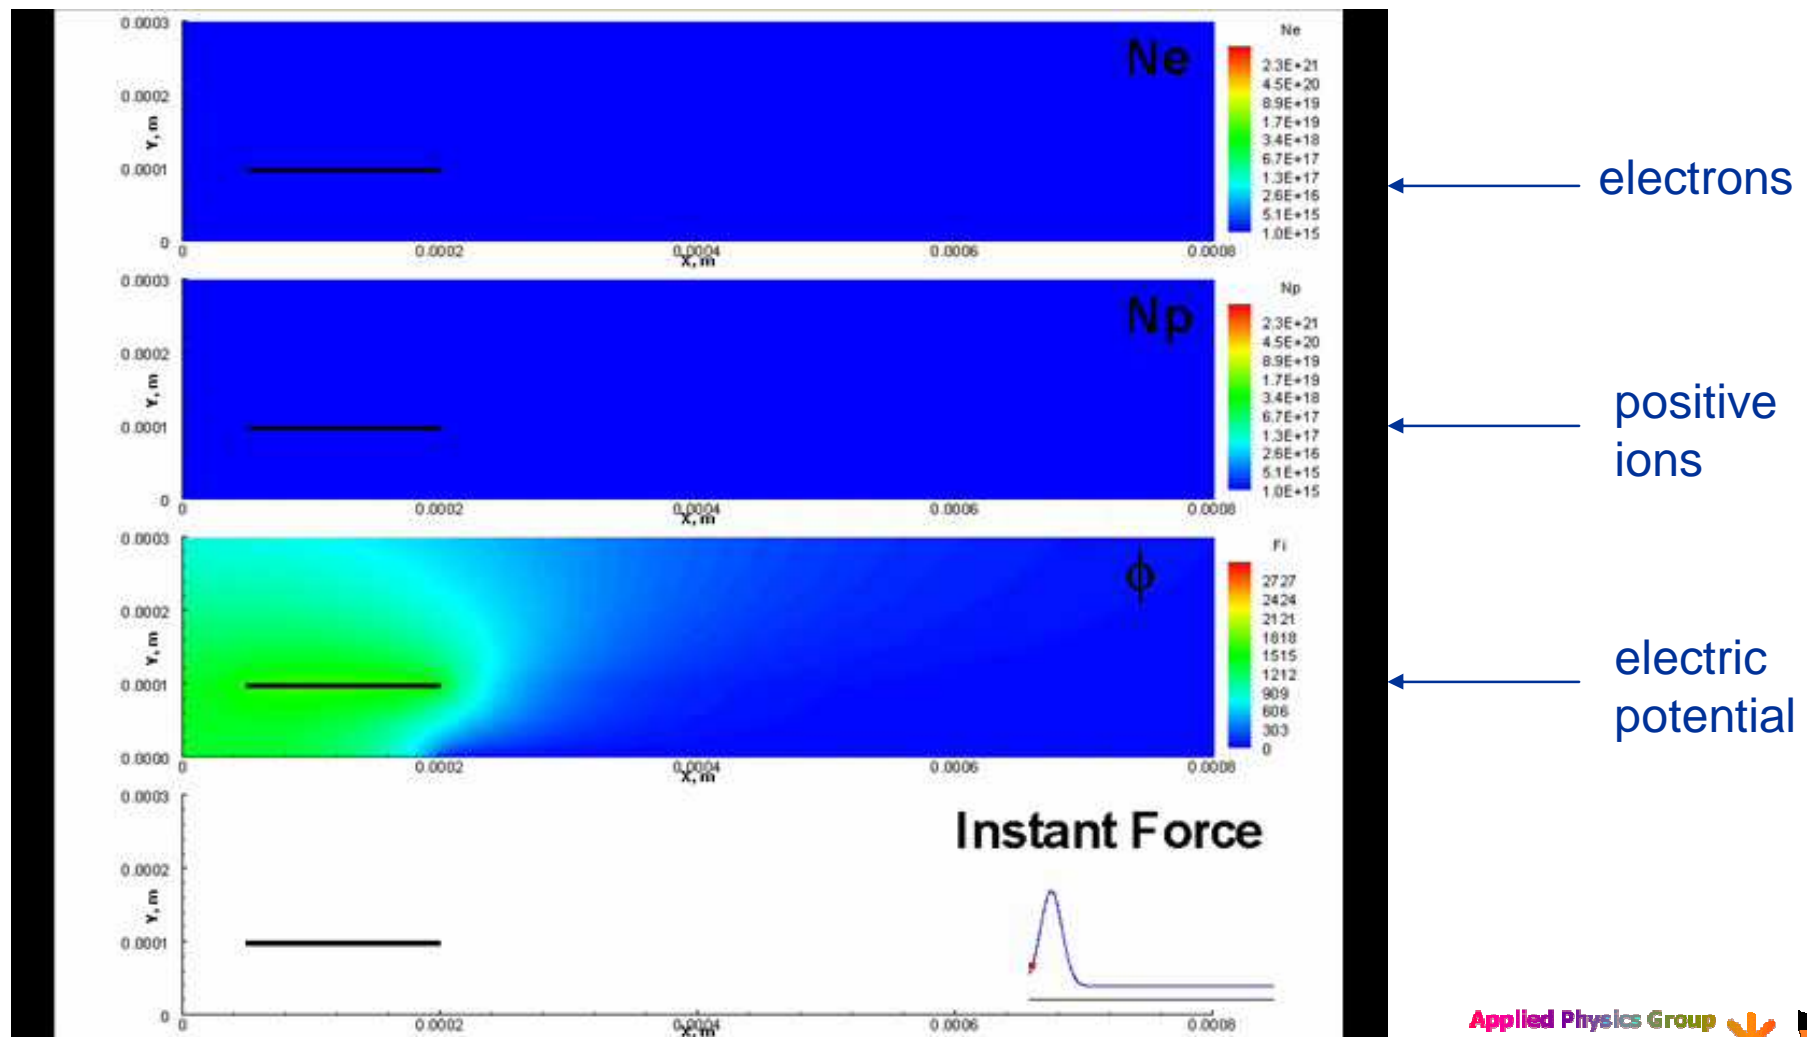 0.0003
Ne
Ne
2.3E+21
4.5E+20
8.9E+19
1.7E+19
3.4E+18
6.7E+17
1.3E+17
2.6E+16
5.1E+15
1.0E+15
0.0002
Y, m
0.0001
0
0 0.0002 0.0004 0.0006 0.0008
X, m
electrons
0.0003
Np
Np
2.3E+21
4.5E+20
8.9E+19
1.7E+19
3.4E+18
6.7E+17
1.3E+17
2.6E+16
5.1E+15
1.0E+15
0.0002
Y, m
0.0001
0
0 0.0002 0.0004 0.0006 0.0008
X, m
positive
ions
0.0003
ϕ
Fi
2727
2424
2121
1818
1515
1212
909
606
303
0
0.0002
Y, m
0.0001
0.0000
0 0.0002 0.0004 0.0006 0.0008
X, m
electric
potential
0.0003
Instant Force
0.0002
Y, m
0.0001
0
0 0.0002 0.0004 0.0006 0.0008
X, m
Applied Physics Group